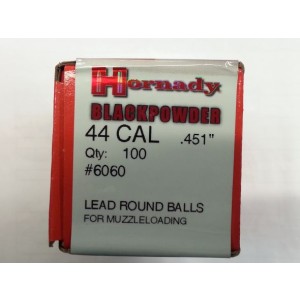 Hornady
BLACKPOWDER
44 CAL .451"
Qty: 100
#6060
LEAD ROUND BALLS
FOR MUZZLELOADING